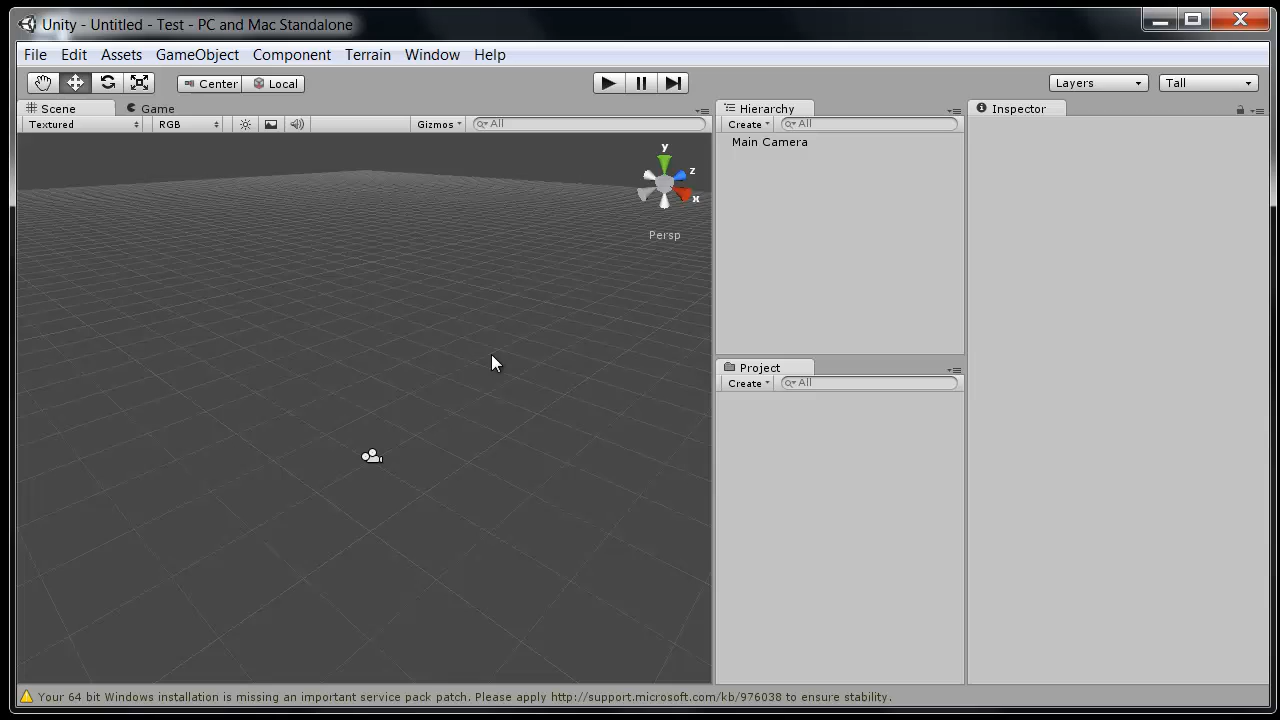 Unity - Untitled - Test - PC and Mac Standalone
File Edit Assets GameObject Component Terrain Window Help
Center Local Layers Tall
Scene Game Hierarchy Inspector
Textured RGB Gizmos All Create All
Main Camera
y
z
x
Persp
Project
Create All
Your 64 bit Windows installation is missing an important service pack patch. Please apply http://support.microsoft.com/kb/976038 to ensure stability.